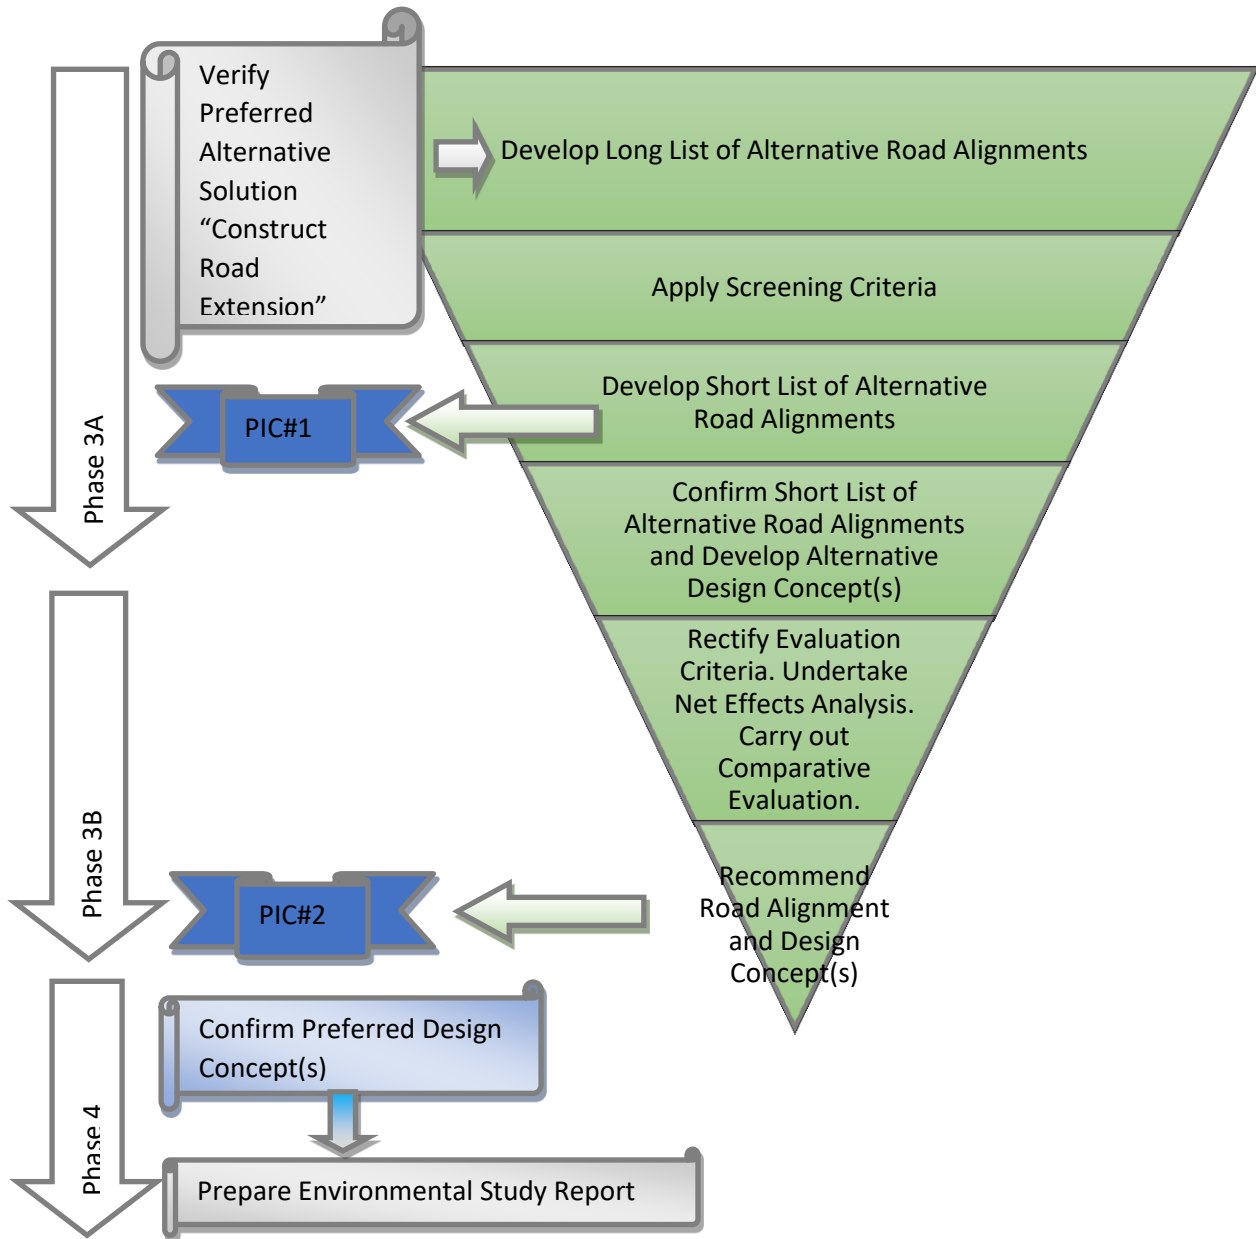 Verify
Preferred
Alternative
Solution
“Construct
Road
Extension”
Develop Long List of Alternative Road Alignments
Apply Screening Criteria
Develop Short List of Alternative
Road Alignments
PIC#1
Phase 3A
Confirm Short List of
Alternative Road Alignments
and Develop Alternative
Design Concept(s)
Rectify Evaluation
Criteria. Undertake
Net Effects Analysis.
Carry out
Comparative
Evaluation.
Phase 3B
Recommend
Road Alignment
and Design
Concept(s)
PIC#2
Confirm Preferred Design
Concept(s)
Phase 4
Prepare Environmental Study Report